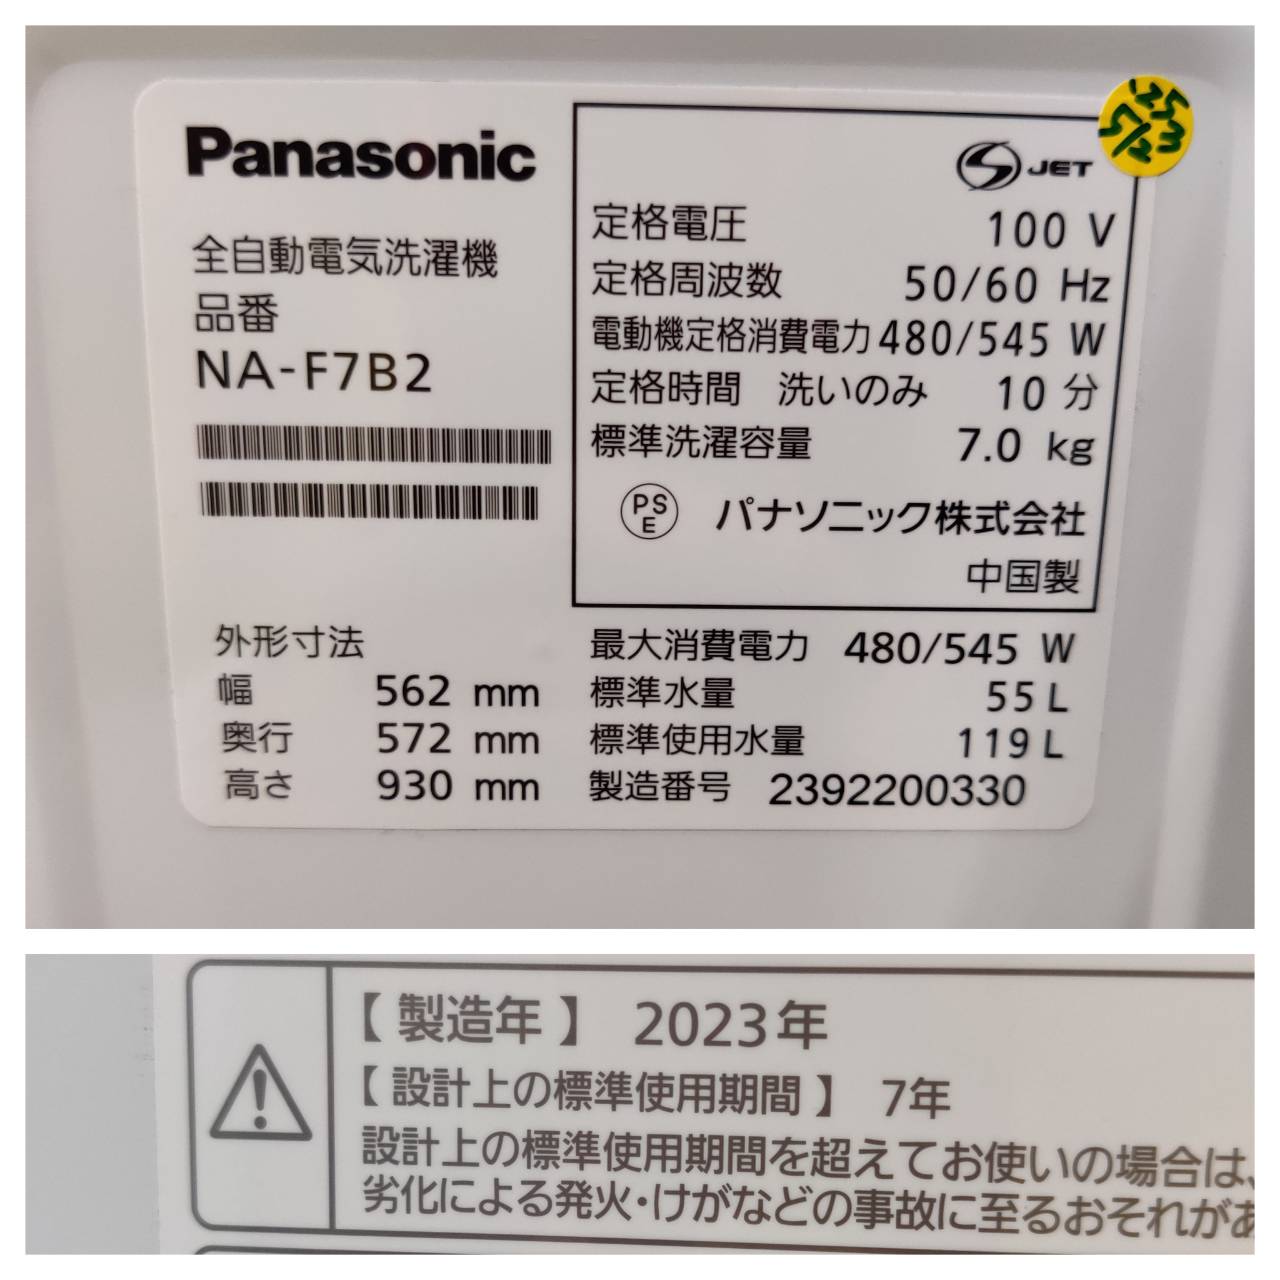 Panasonic
全自動電気洗濯機
品番
NA-F7B2
JET
'25
5/23
定格電圧 100 V
定格周波数 50/60 Hz
電動機定格消費電力 480/545 W
定格時間 洗いのみ 10 分
標準洗濯容量 7.0 kg
PS
E
パナソニック株式会社
中国製
外形寸法
幅 562 mm
奥行 572 mm
高さ 930 mm
最大消費電力 480/545 W
標準水量 55 L
標準使用水量 119 L
製造番号 2392200330
【 製造年 】 2023年
【 設計上の標準使用期間 】 7年
設計上の標準使用期間を超えてお使いの場合は、
劣化による発火・けがなどの事故に至るおそれがあ